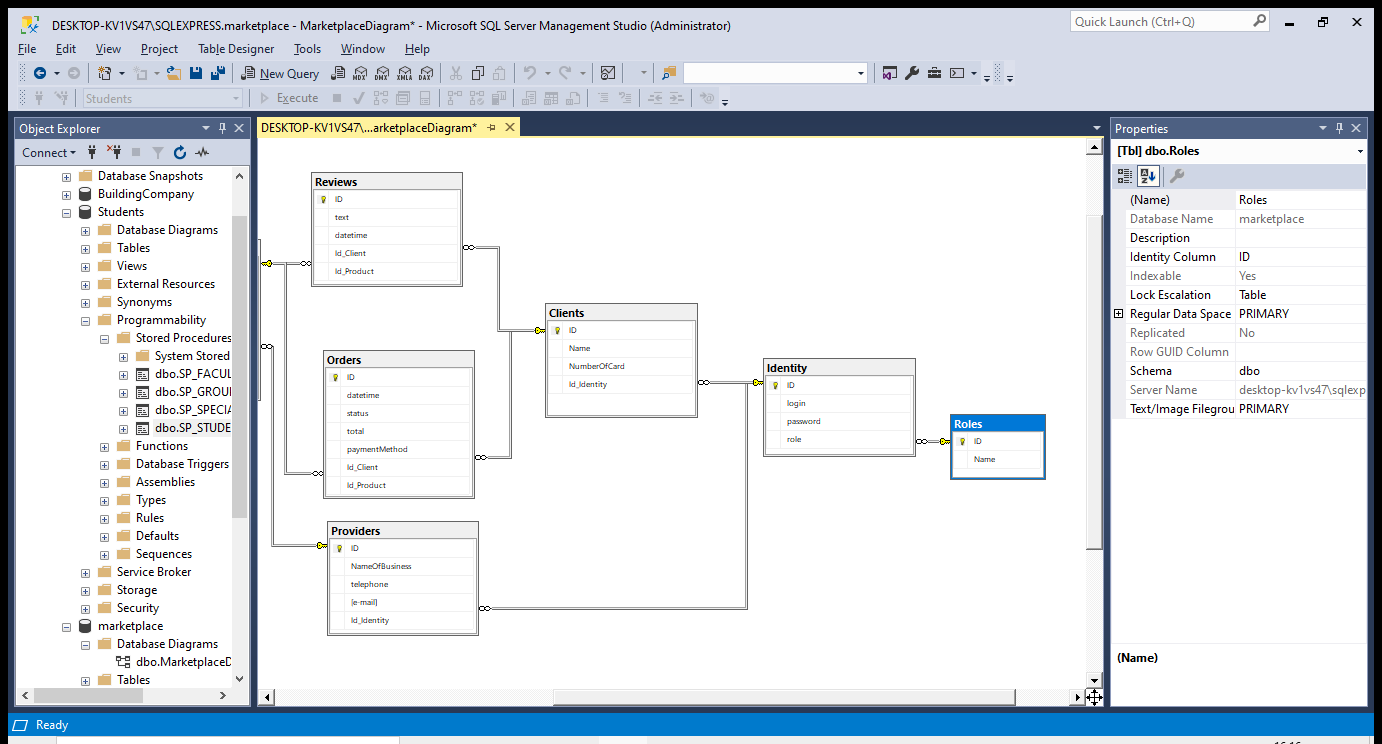 DESKTOP-KV1VS47\SQLEXPRESS.marketplace - MarketplaceDiagram* - Microsoft SQL Server Management Studio (Administrator)
Quick Launch (Ctrl+Q)
File Edit View Project Table Designer Tools Window Help
New Query MDX DMX XMLA DAX
Students
Execute
Object Explorer
Connect
Database Snapshots
BuildingCompany
Students
Database Diagrams
Tables
Views
External Resources
Synonyms
Programmability
Stored Procedures
System Stored
dbo.SP_FACUL
dbo.SP_GROU
dbo.SP_SPECIA
dbo.SP_STUDE
Functions
Database Triggers
Assemblies
Types
Rules
Defaults
Sequences
Service Broker
Storage
Security
marketplace
Database Diagrams
dbo.MarketplaceD
Tables
DESKTOP-KV1VS47\...arketplaceDiagram*
Reviews
ID
text
datetime
Id_Client
Id_Product
Orders
ID
datetime
status
total
paymentMethod
Id_Client
Id_Product
Providers
ID
NameOfBusiness
telephone
[e-mail]
Id_Identity
Clients
ID
Name
NumberOfCard
Id_Identity
Identity
ID
login
password
role
Roles
ID
Name
Properties
[Tbl] dbo.Roles
(Name) Roles
Database Name marketplace
Description
Identity Column ID
Indexable Yes
Lock Escalation Table
Regular Data Space PRIMARY
Replicated No
Row GUID Column
Schema dbo
Server Name desktop-kv1vs47\sqlexp
Text/Image Filegrou PRIMARY
(Name)
Ready